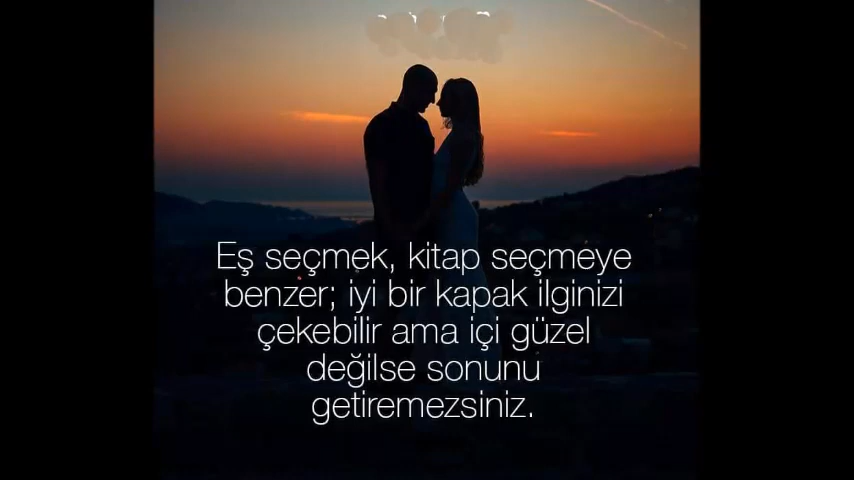 Eş seçmek, kitap seçmeye
benzer; iyi bir kapak ilginizi
çekebilir ama içi güzel
değilse sonunu
getiremezsiniz.